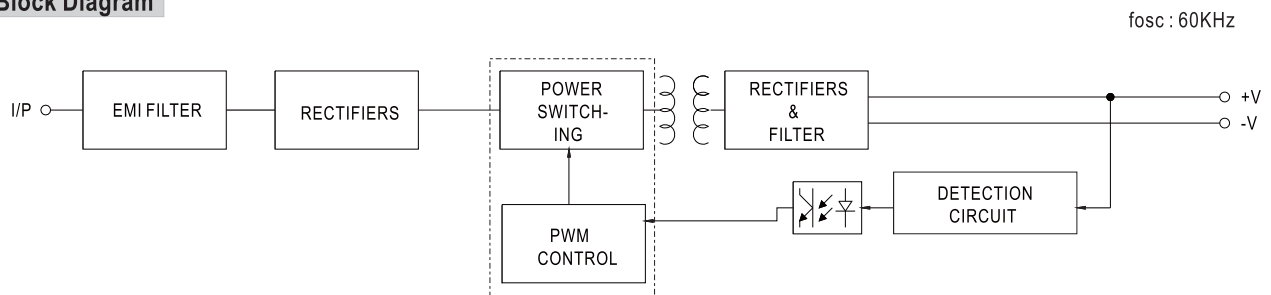 Block Diagram
fosc : 60KHz
I/P
EMI FILTER
RECTIFIERS
POWER
SWITCH-
ING
RECTIFIERS
&
FILTER
+V
-V
DETECTION
CIRCUIT
PWM
CONTROL